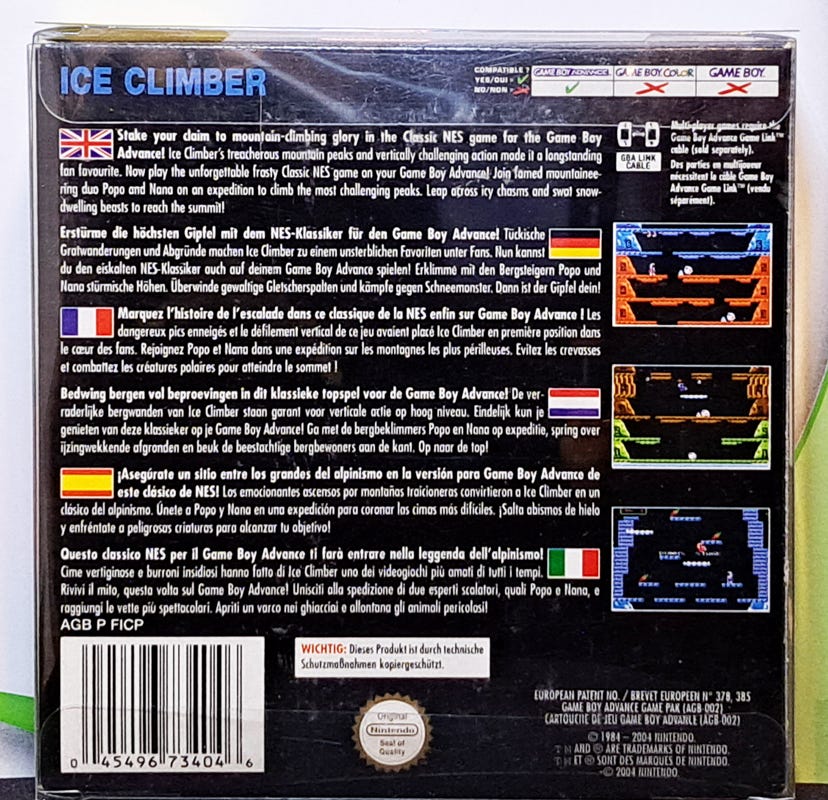 ICE CLIMBER
COMPATIBLE ?
YES/OUI =
NO/NON =
GAME BOY ADVANCE
GAME BOY COLOR
GAME BOY
Stake your claim to mountain-climbing glory in the Classic NES game for the Game Boy
Advance! Ice Climber's treacherous mountain peaks and vertically challenging action made it a longstanding
fan favourite. Now play the unforgettable frosty Classic NES game on your Game Boy Advance! Join famed mountainee-
ring duo Popo and Nana on an expedition to climb the most challenging peaks. Leap across icy chasms and swat snow-
dwelling beasts to reach the summit!
GBA LINK
CABLE
Multi-player games require
Game Boy Advance Game Link™
cable (sold separately).
Des parties en multijoueur
nécessitent le câble Game Boy
Advance Game Link™ (vendu
séparément).
Erstürme die höchsten Gipfel mit dem NES-Klassiker für den Game Boy Advance! Tückische
Gratwanderungen und Abgründe machen Ice Climber zu einem unsterblichen Favoriten unter Fans. Nun kannst
du den eiskalten NES-Klassiker auch auf deinem Game Boy Advance spielen! Erklimme mit den Bergsteigern Popo und
Nana stürmische Höhen. Überwinde gewaltige Gletscherspalten und kämpfe gegen Schneemonster. Dann ist der Gipfel dein!
Marquez l'histoire de l'escalade dans ce classique de la NES enfin sur Game Boy Advance ! Les
dangereux pics enneigés et le défilement vertical de ce jeu avaient placé Ice Climber en première position dans
le cœur des fans. Rejoignez Popo et Nana dans une expédition sur les montagnes les plus périlleuses. Evitez les crevasses
et combattez les créatures polaires pour atteindre le sommet !
Bedwing bergen vol beproevingen in dit klassieke topspel voor de Game Boy Advance! De ver-
raderlijke bergwanden van Ice Climber staan garant voor verticale actie op hoog niveau. Eindelijk kun je
genieten van deze klassieker op je Game Boy Advance! Ga met de bergbeklimmers Popo en Nana op expeditie, spring over
ijzingwekkende afgronden en beuk de beestachtige bergbewoners aan de kant. Op naar de top!
¡Asegúrate un sitio entre los grandes del alpinismo en la versión para Game Boy Advance de
este clásico de NES! Los emocionantes ascensos por montañas traicioneras convirtieron a Ice Climber en un
clásico del alpinismo. Únete a Popo y Nana en una expedición para coronar las cimas más difíciles. ¡Salta abismos de hielo
y enfréntate a peligrosas criaturas para alcanzar tu objetivo!
Questo classico NES per il Game Boy Advance ti farà entrare nella leggenda dell'alpinismo!
Cime vertiginose e burroni insidiosi hanno fatto di Ice Climber uno dei videogiochi più amati di tutti i tempi.
Rivivi il mito, questa volta sul Game Boy Advance! Unisciti alla spedizione di due esperti scalatori, quali Popo e Nana, e
raggiungi le vette più spettacolari. Apriti un varco nei ghiacciai e allontana gli animali pericolosi!
AGB P FICP
WICHTIG: Dieses Produkt ist durch technische
Schutzmaßnahmen kopiergeschützt.
0 45496 73404 6
Original
Nintendo
Seal of
Quality
EUROPEAN PATENT NO. / BREVET EUROPEEN N° 378, 385
GAME BOY ADVANCE GAME PAK (AGB-002)
CARTOUCHE DE JEU GAME BOY ADVANCE (AGB-002)
© 1984 - 2004 NINTENDO.
TM AND ® ARE TRADEMARKS OF NINTENDO.
TM ET ® SONT DES MARQUES DE NINTENDO.
© 2004 NINTENDO.